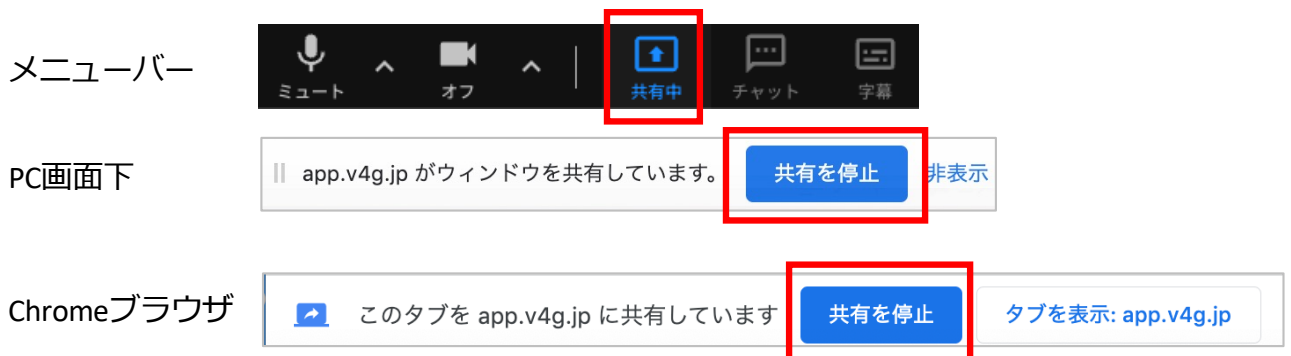 メニューバー
ミュート オフ 共有中 チャット 字幕
PC画面下
app.v4g.jp がウィンドウを共有しています。 共有を停止 非表示
Chromeブラウザ
このタブを app.v4g.jp に共有しています 共有を停止 タブを表示: app.v4g.jp